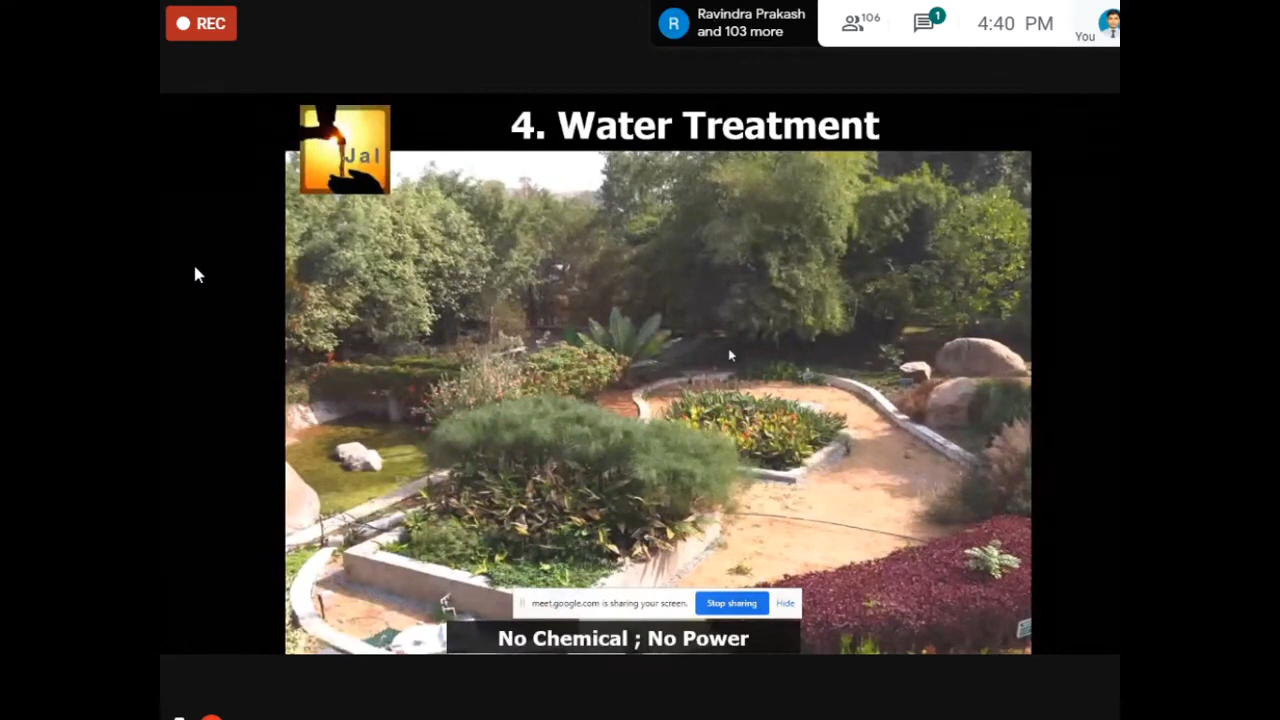 REC
R
Ravindra Prakash
and 103 more
106
1
4:40 PM
You
4. Water Treatment
Jal
meet.google.com is sharing your screen.
Stop sharing
Hide
No Chemical ; No Power